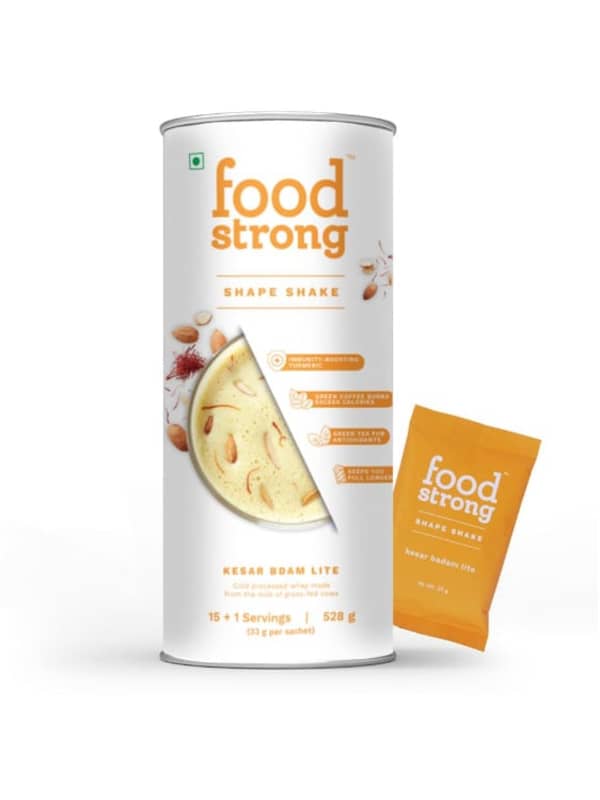 food™
strong
SHAPE SHAKE
IMMUNITY-BOOSTING
TURMERIC
GREEN COFFEE BURNS
EXCESS CALORIES
GREEN TEA FOR
ANTIOXIDANTS
KEEPS YOU
FULL LONGER
KESAR BDAM LITE
Cold processed whey made
from the milk of grass-fed cows
15 + 1 Servings | 528 g
(33 g per sachet)
food™
strong
SHAPE SHAKE
kesar badam lite